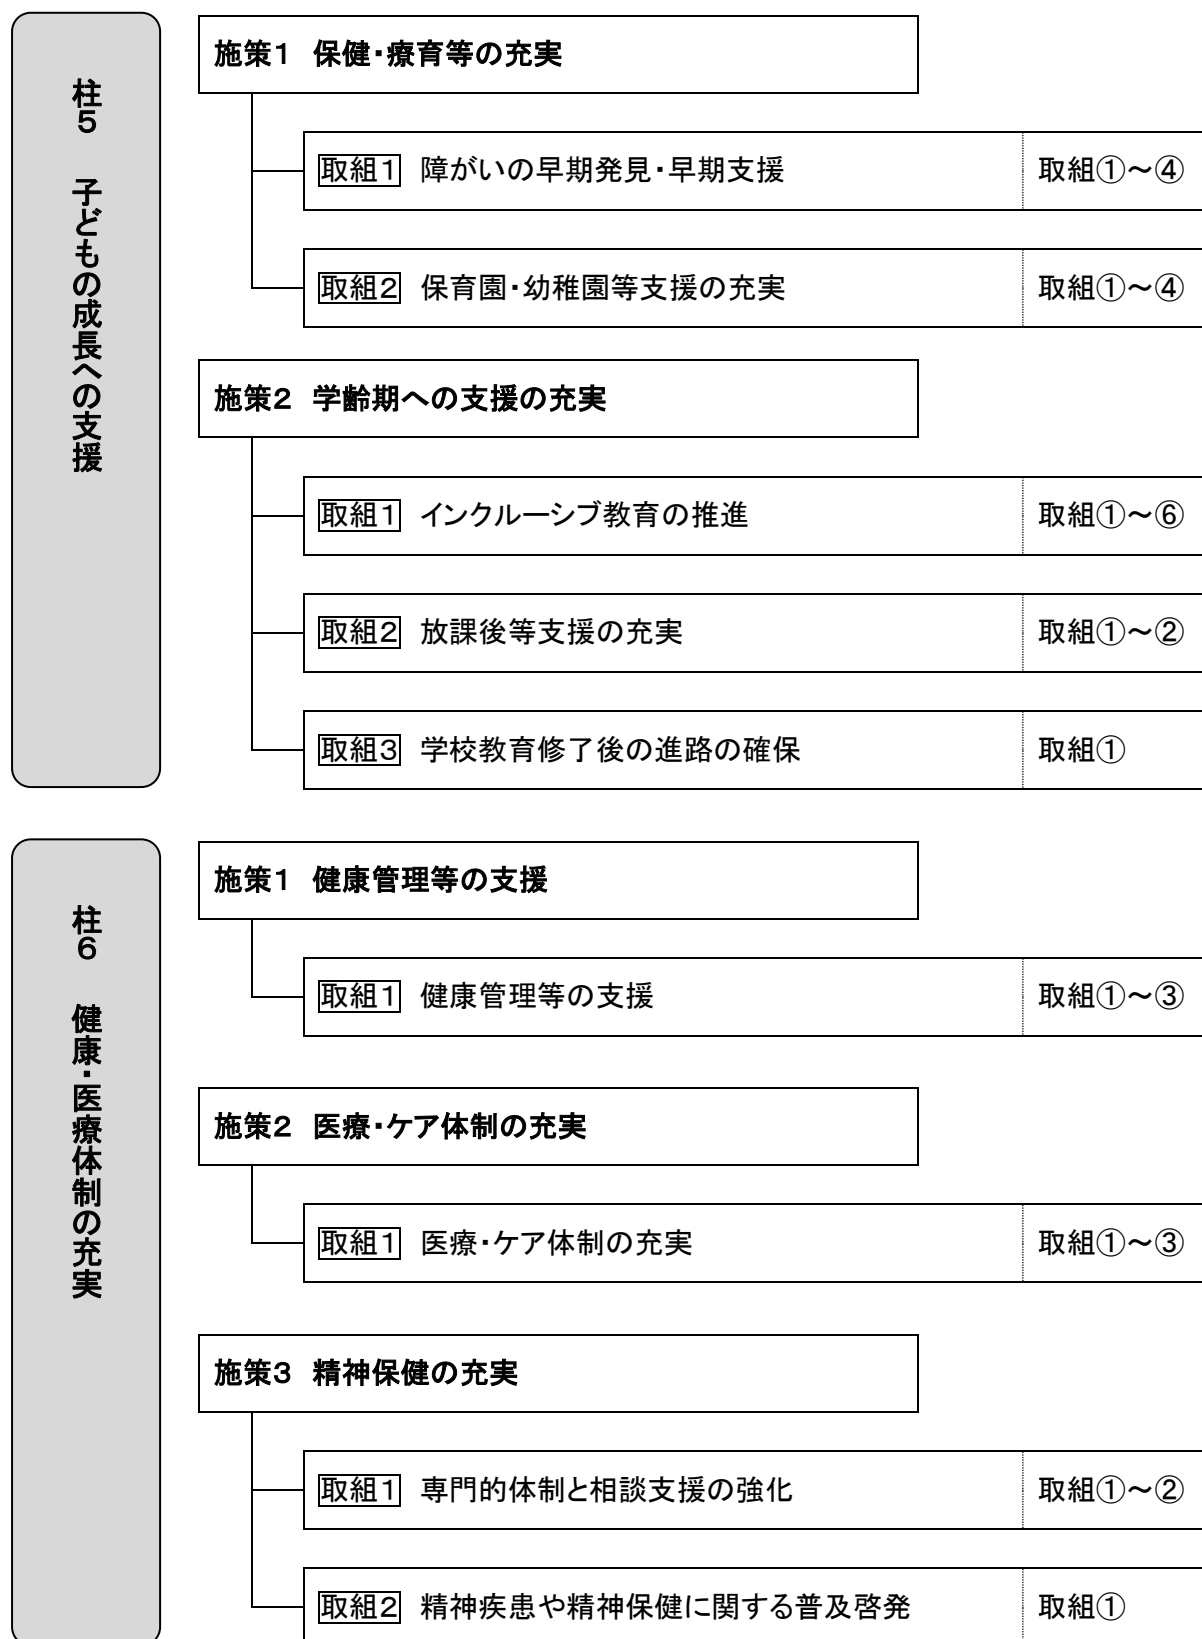 柱5 子どもの成長への支援
施策1 保健・療育等の充実
取組1 障がいの早期発見・早期支援 取組①~④
取組2 保育園・幼稚園等支援の充実 取組①~④
施策2 学齢期への支援の充実
取組1 インクルーシブ教育の推進 取組①~⑥
取組2 放課後等支援の充実 取組①~②
取組3 学校教育修了後の進路の確保 取組①
柱6 健康・医療体制の充実
施策1 健康管理等の支援
取組1 健康管理等の支援 取組①~③
施策2 医療・ケア体制の充実
取組1 医療・ケア体制の充実 取組①~③
施策3 精神保健の充実
取組1 専門的体制と相談支援の強化 取組①~②
取組2 精神疾患や精神保健に関する普及啓発 取組①